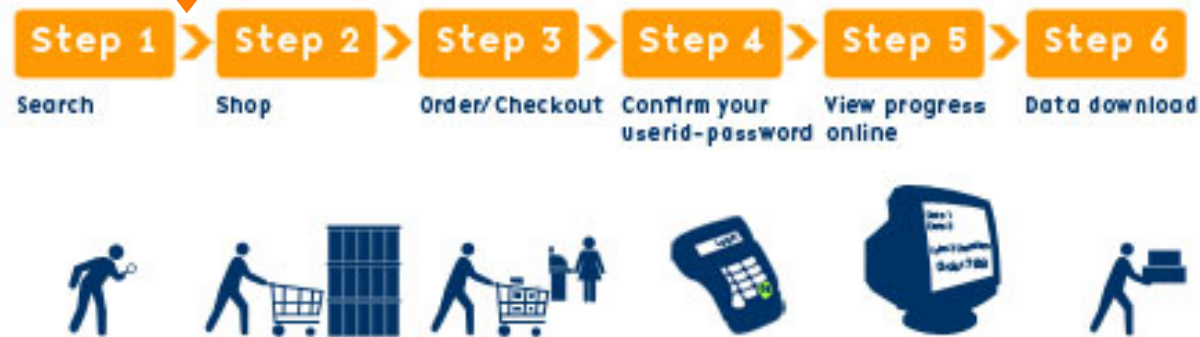 Step 1
Step 2
Step 3
Step 4
Step 5
Step 6
Search
Shop
Order/Checkout
Confirm your
userid-password
View progress
online
Data download